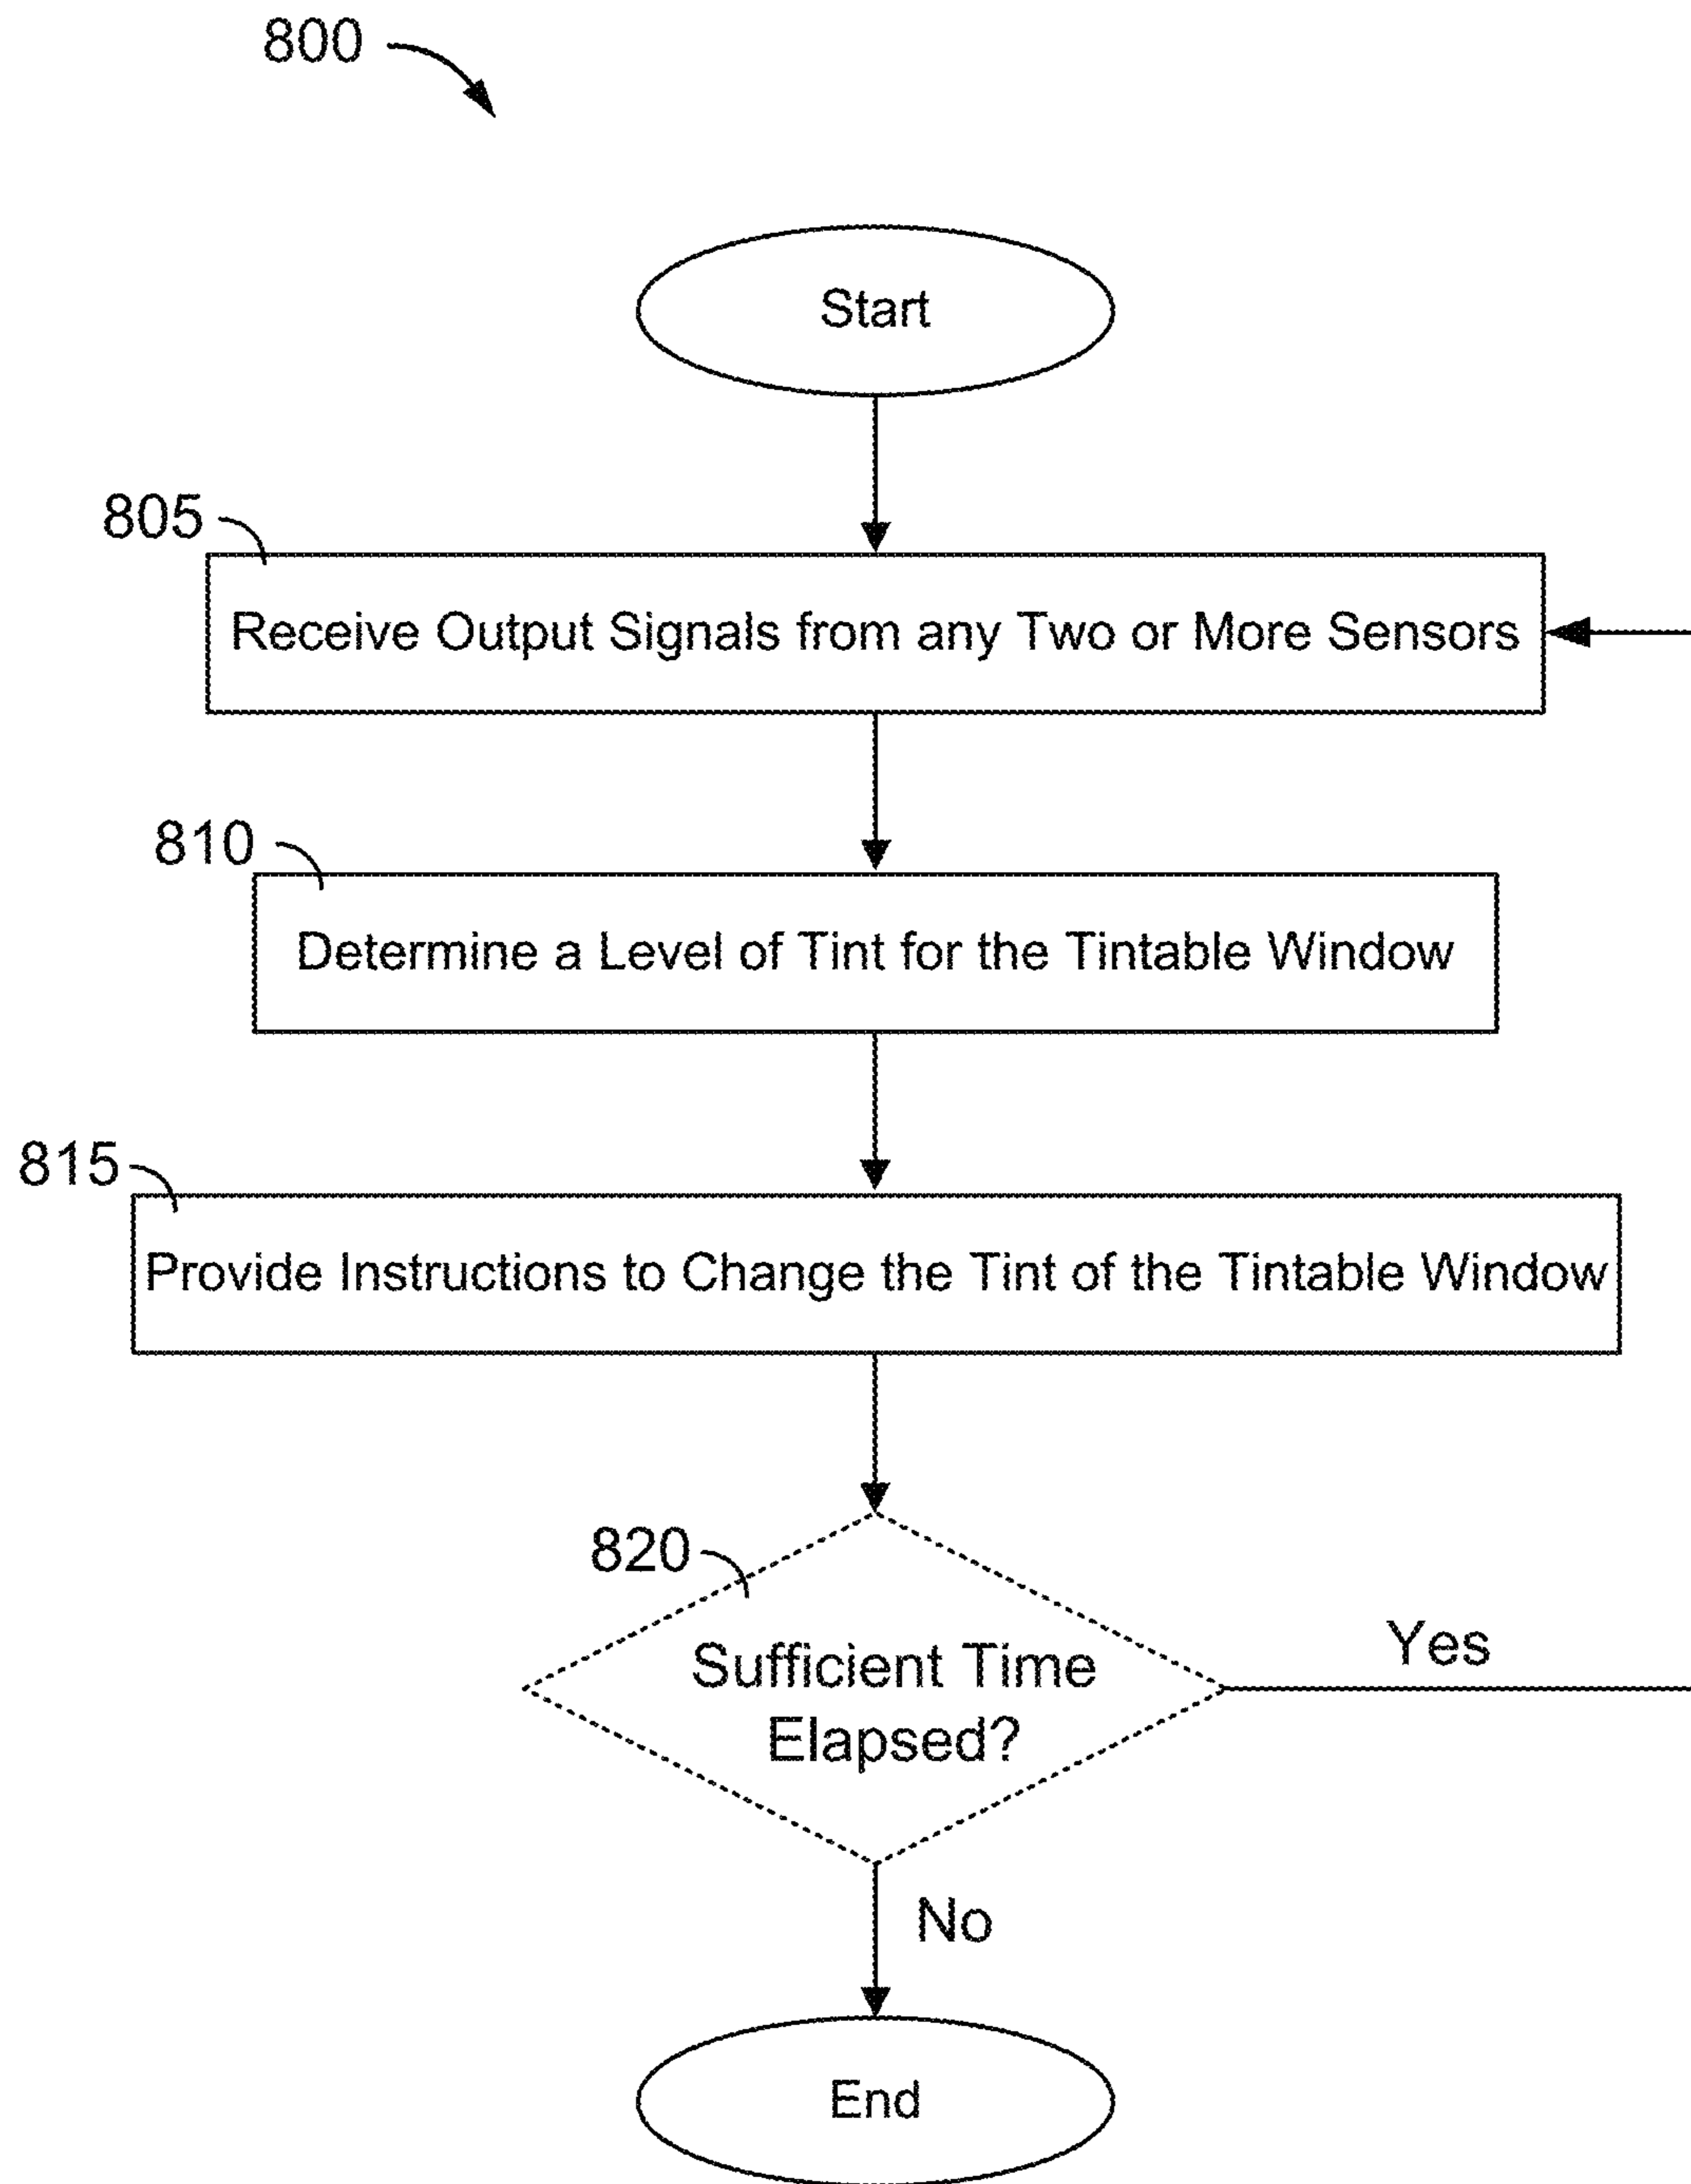 800
Start
805
Receive Output Signals from any Two or More Sensors
810
Determine a Level of Tint for the Tintable Window
815
Provide Instructions to Change the Tint of the Tintable Window
820
Sufficient Time
Elapsed?
Yes
No
End